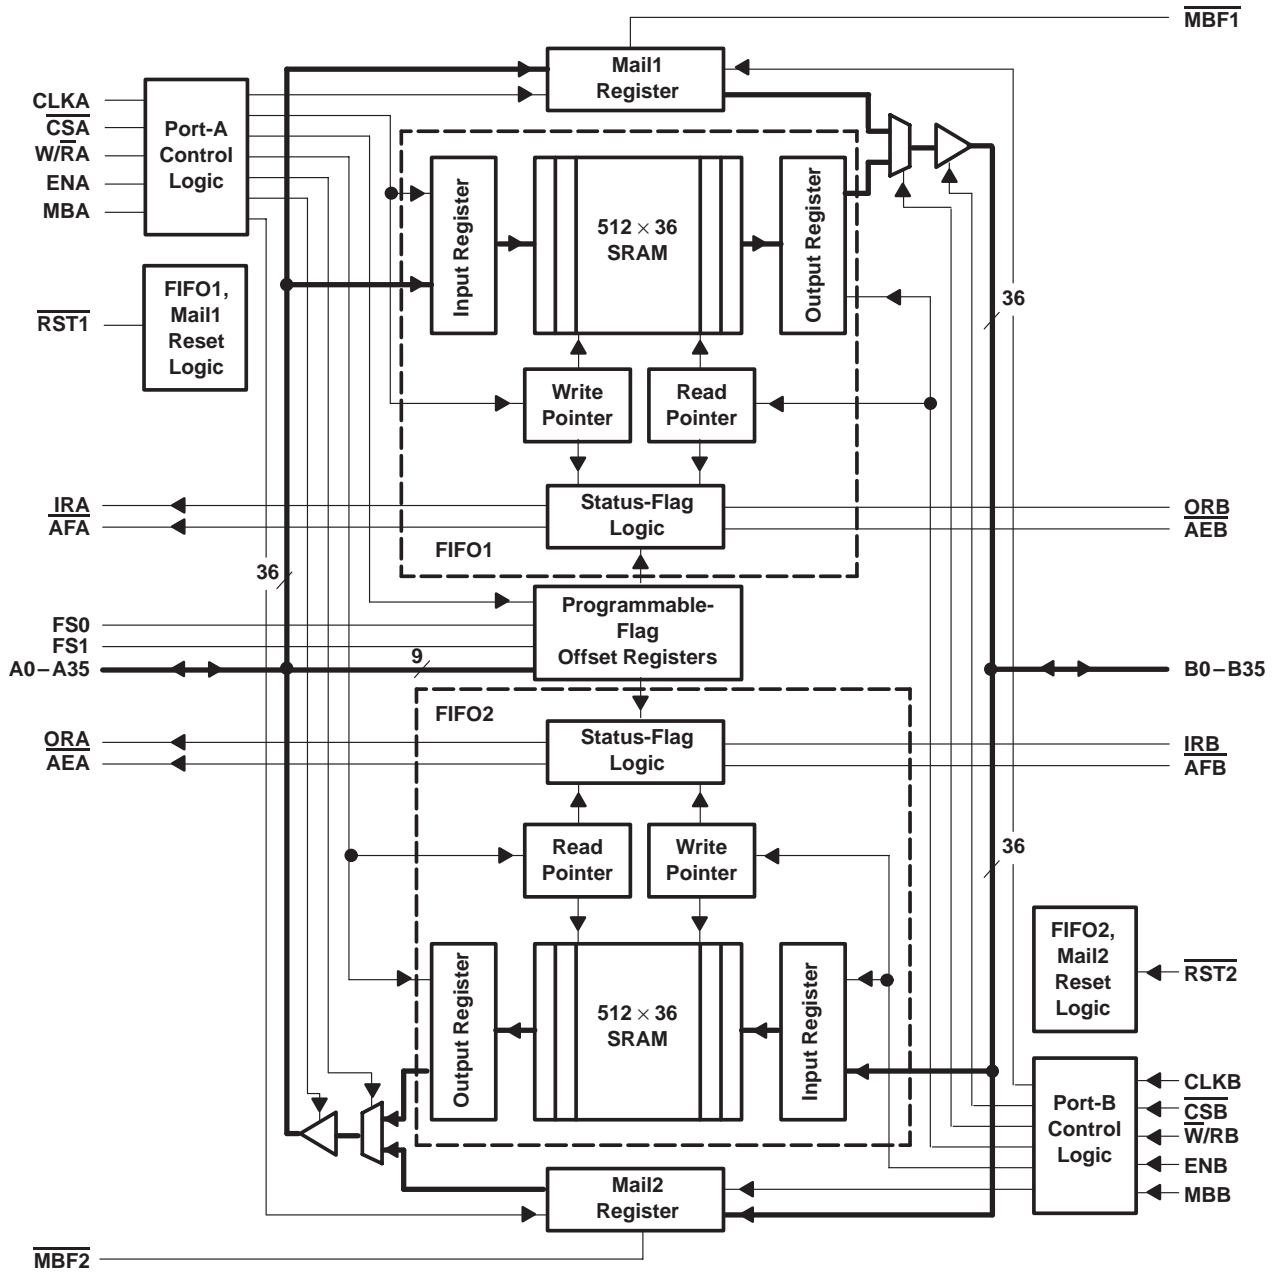 MBF1
Mail1
Register
CLKA
CSA
W/RA
ENA
MBA
Port-A
Control
Logic
Input Register
512 × 36
SRAM
Output Register
FIFO1,
Mail1
Reset
Logic
RST1
36
Write
Pointer
Read
Pointer
IRA
AFA
Status-Flag
Logic
ORB
AEB
FIFO1
36
Programmable-
Flag
Offset Registers
FS0
FS1
A0–A35
9
B0–B35
FIFO2
ORA
AEA
Status-Flag
Logic
IRB
AFB
Read
Pointer
Write
Pointer
36
Output Register
512 × 36
SRAM
Input Register
FIFO2,
Mail2
Reset
Logic
RST2
Port-B
Control
Logic
CLKB
CSB
W/RB
ENB
MBB
Mail2
Register
MBF2